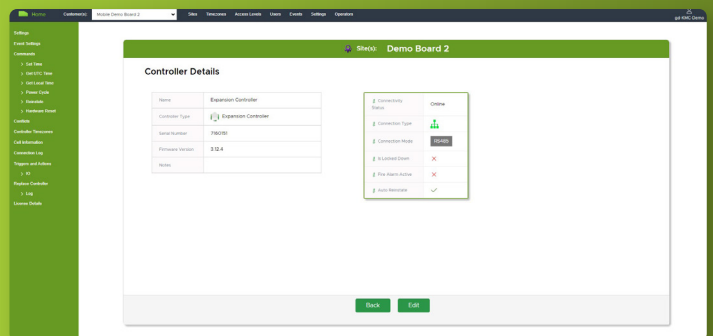 Home Customer(s): Mobile Demo Board 2 Sites Timezones Access Levels Users Events Settings Operators
gd-KMC Demo
Settings
Event Settings
Commands
> Set Time
> Get UTC Time
> Get Local Time
> Power Cycle
> Reinstate
> Hardware Reset
Conflicts
Controller Timezones
Cell Information
Connection Log
Triggers and Actions
> IO
Replace Controller
> Log
License Details
Site(s): Demo Board 2
Controller Details
Name Expansion Controller
Controller Type Expansion Controller
Serial Number
Firmware Version 3.12.4
Notes
Connectivity Status Online
Connection Type
Connection Mode RS485
Is Locked Down
Fire Alarm Active
Auto Reinstate
Back Edit